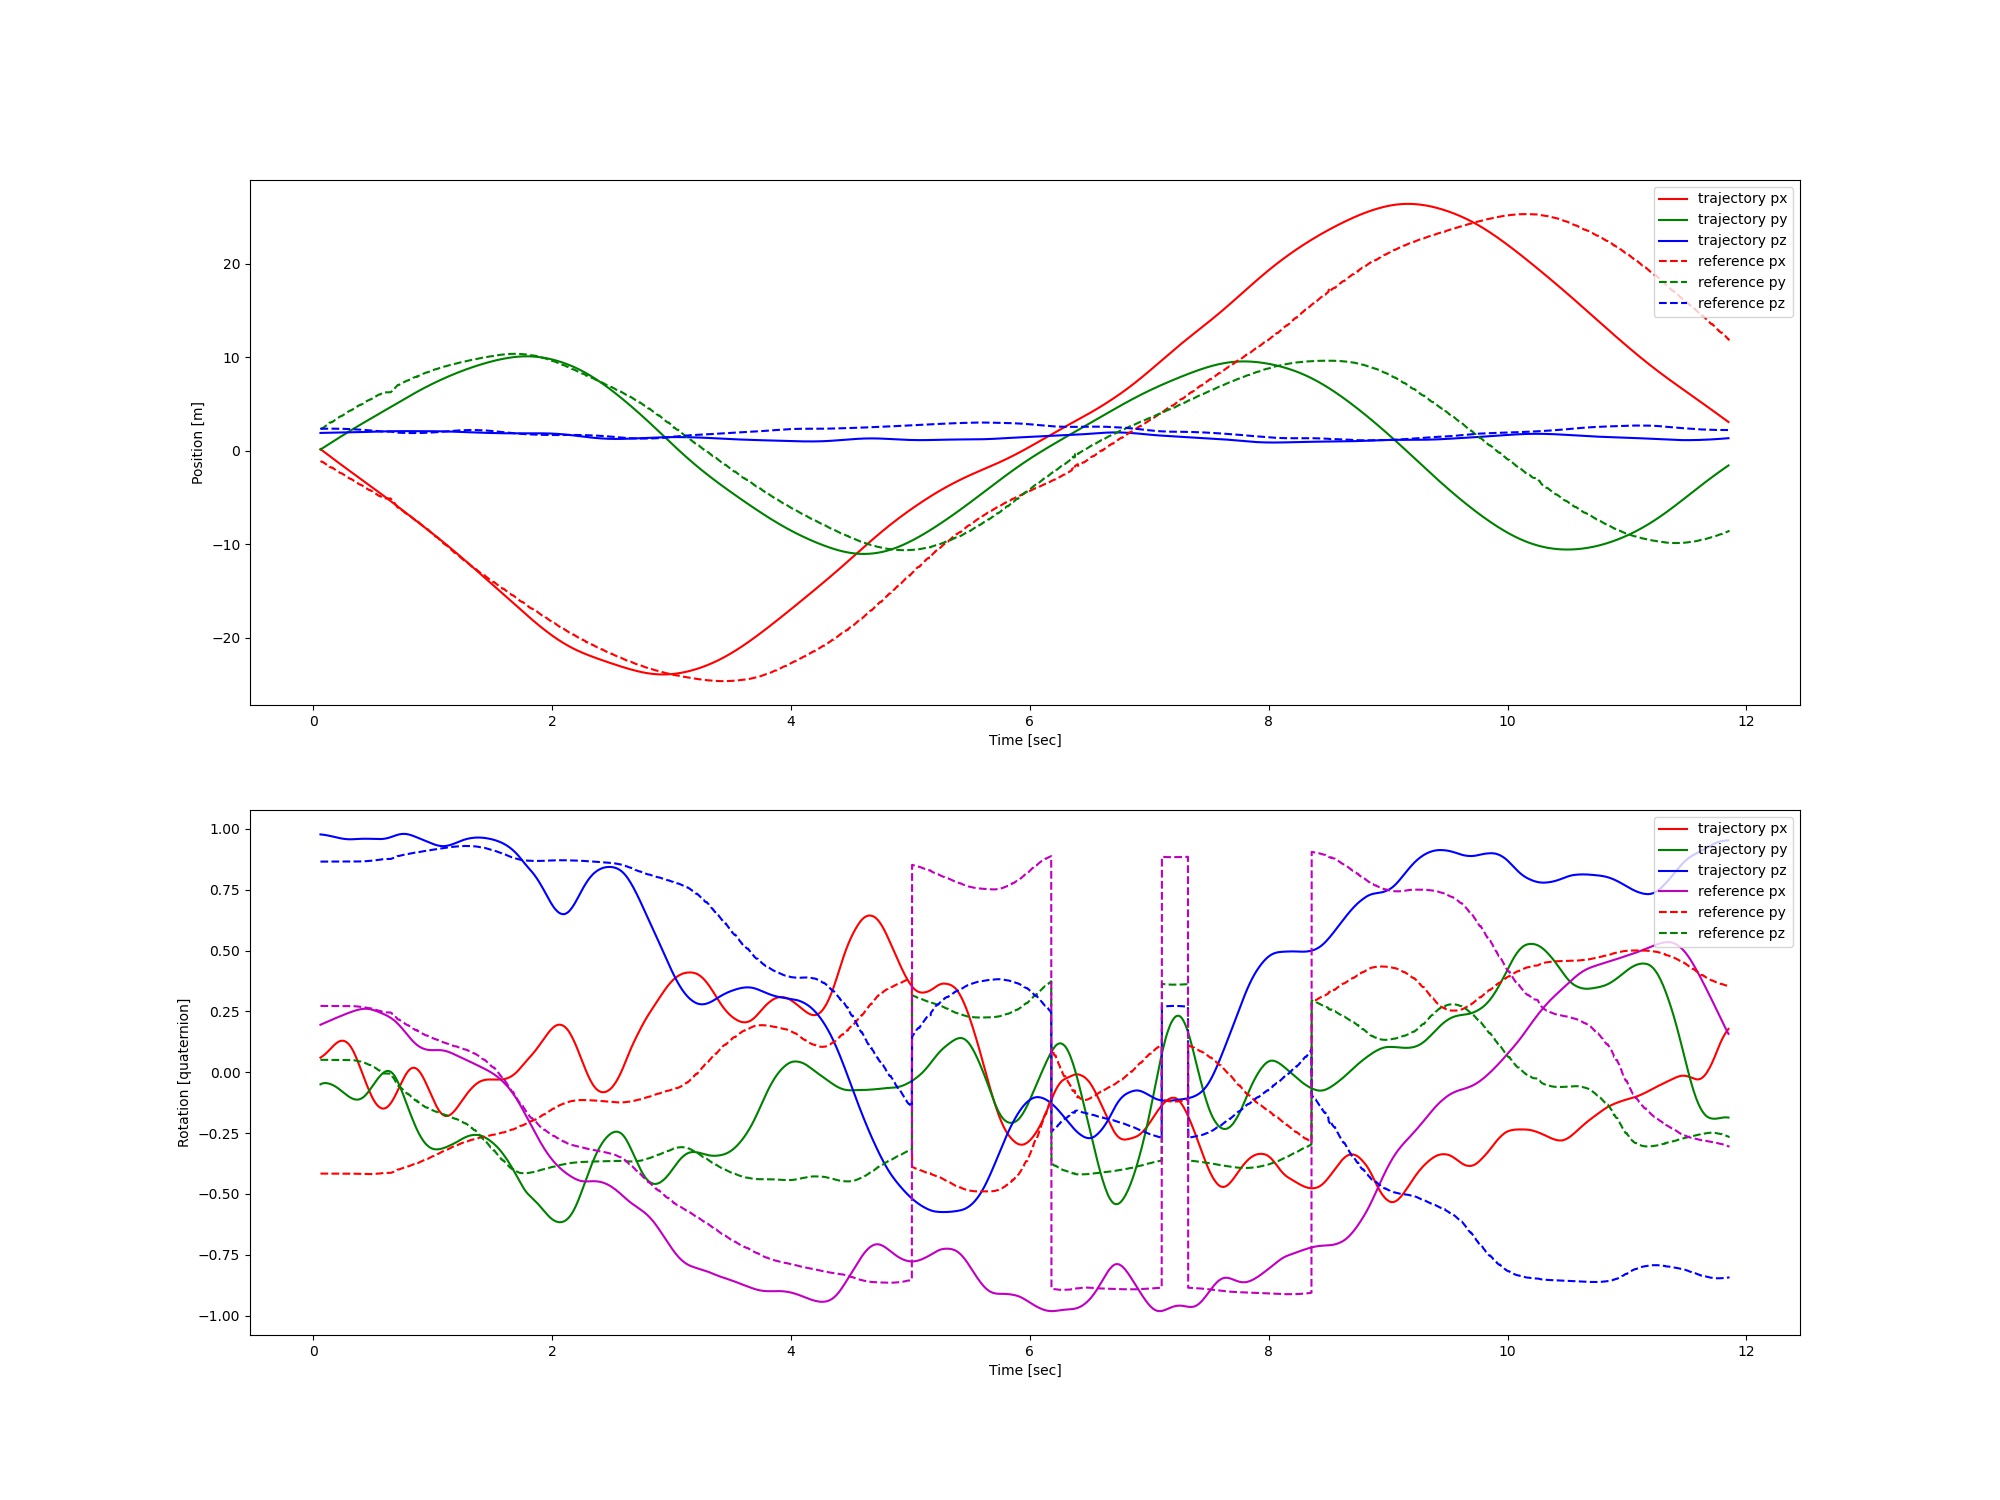 Position [m]
20
10
0
−10
−20
trajectory px
trajectory py
trajectory pz
reference px
reference py
reference pz
0 2 4 6 8 10 12
Time [sec]
Rotation [quaternion]
1.00
0.75
0.50
0.25
0.00
−0.25
−0.50
−0.75
−1.00
trajectory px
trajectory py
trajectory pz
reference px
reference py
reference pz
0 2 4 6 8 10 12
Time [sec]